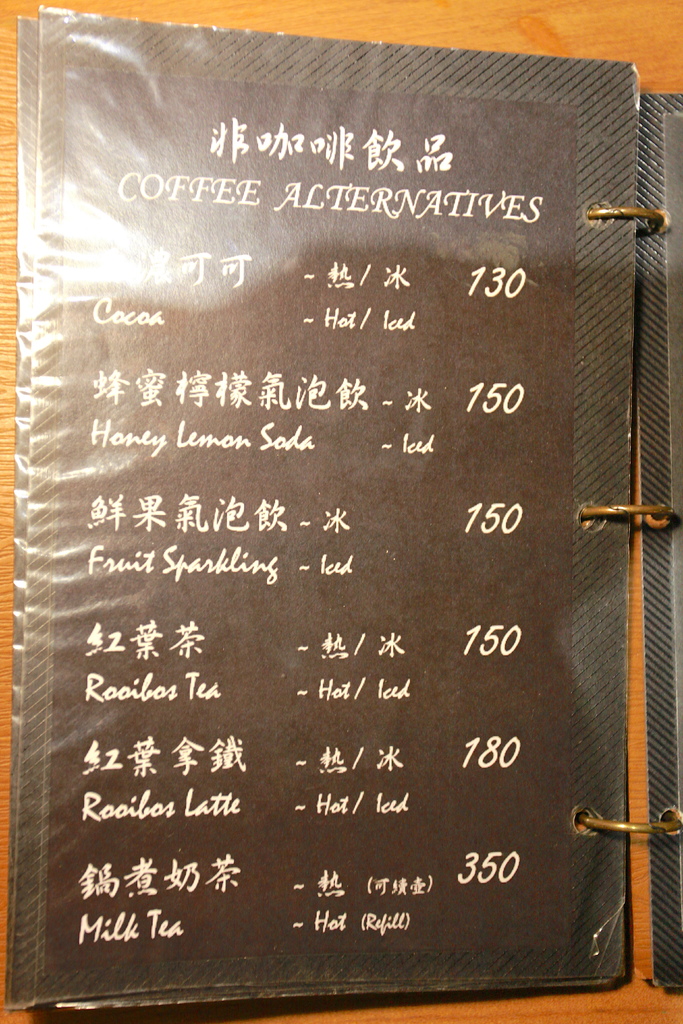 非咖啡飲品
COFFEE ALTERNATIVES
濃可可 ~ 熱 / 冰 130
Cocoa ~ Hot / Iced
蜂蜜檸檬氣泡飲 ~ 冰 150
Honey Lemon Soda ~ Iced
鮮果氣泡飲 ~ 冰 150
Fruit Sparkling ~ Iced
紅葉茶 ~ 熱 / 冰 150
Rooibos Tea ~ Hot / Iced
紅葉拿鐵 ~ 熱 / 冰 180
Rooibos Latte ~ Hot / Iced
鍋煮奶茶 ~ 熱 (可續壺) 350
Milk Tea ~ Hot (Refill)